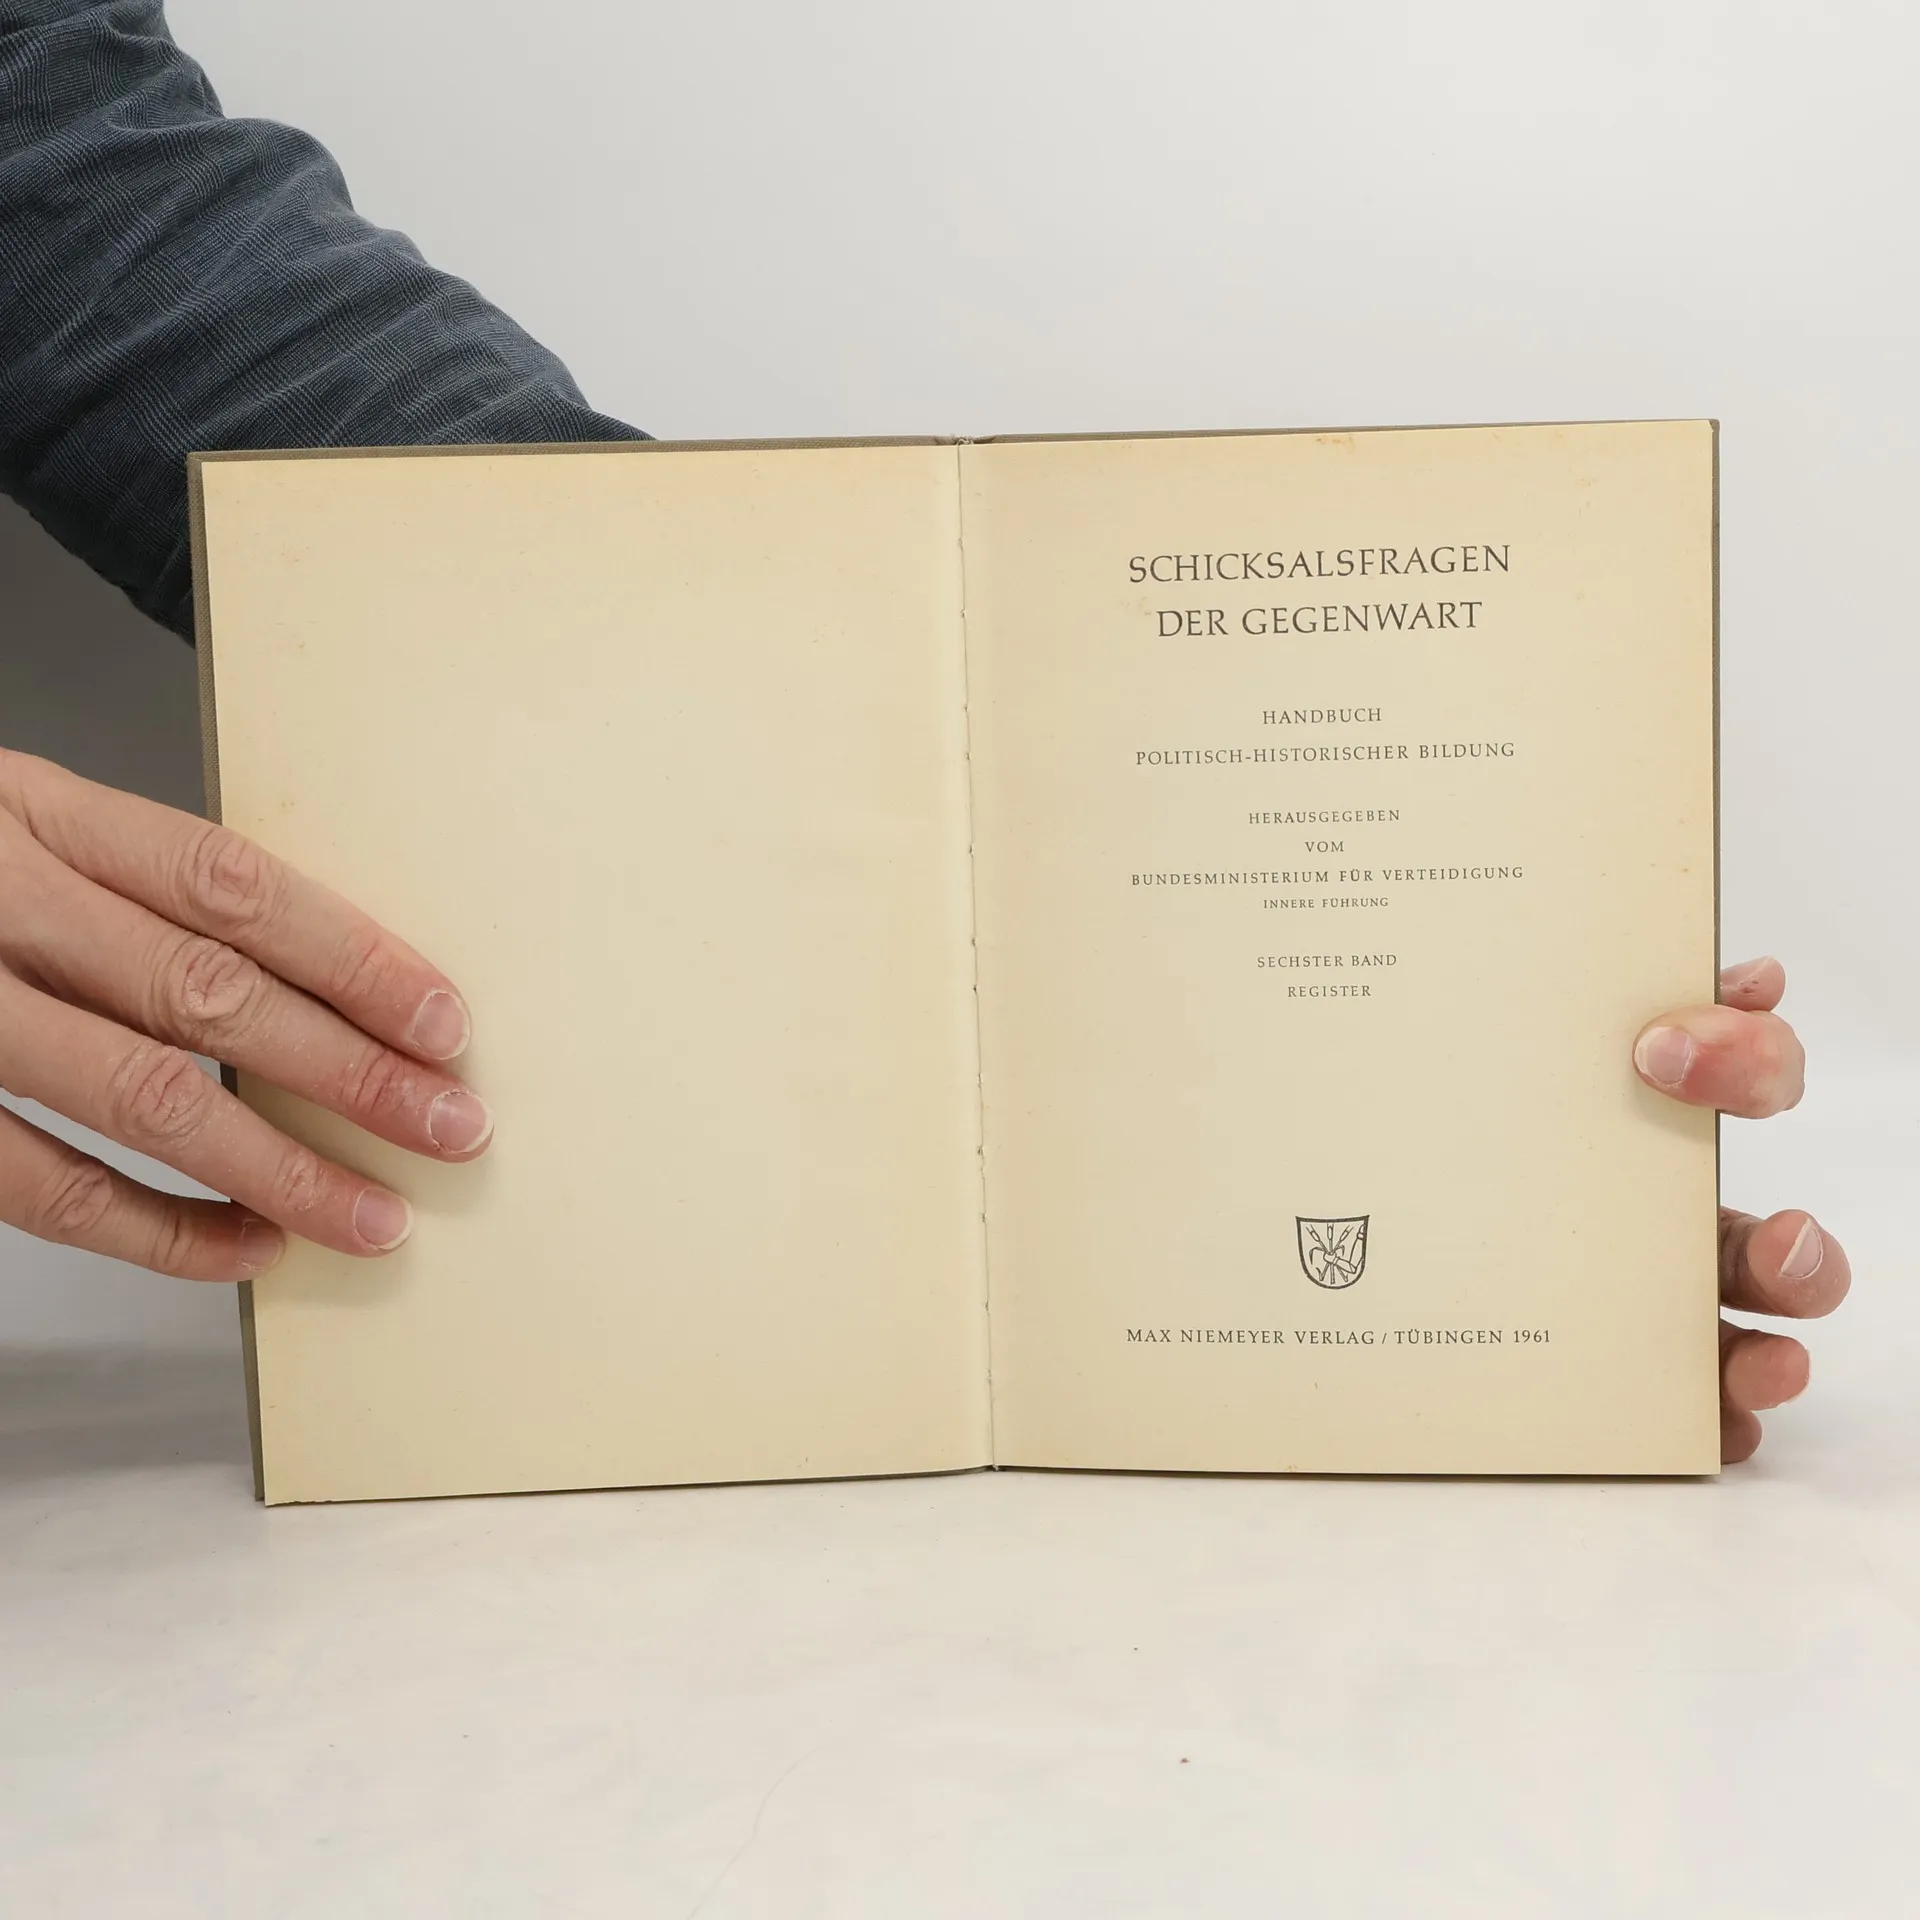 SCHICKSALSFRAGEN
DER GEGENWART
HANDBUCH
POLITISCH-HISTORISCHER BILDUNG
HERAUSGEGEBEN
VOM
BUNDESMINISTERIUM FÜR VERTEIDIGUNG
INNERE FÜHRUNG
SECHSTER BAND
REGISTER
MAX NIEMEYER VERLAG / TÜBINGEN 1961